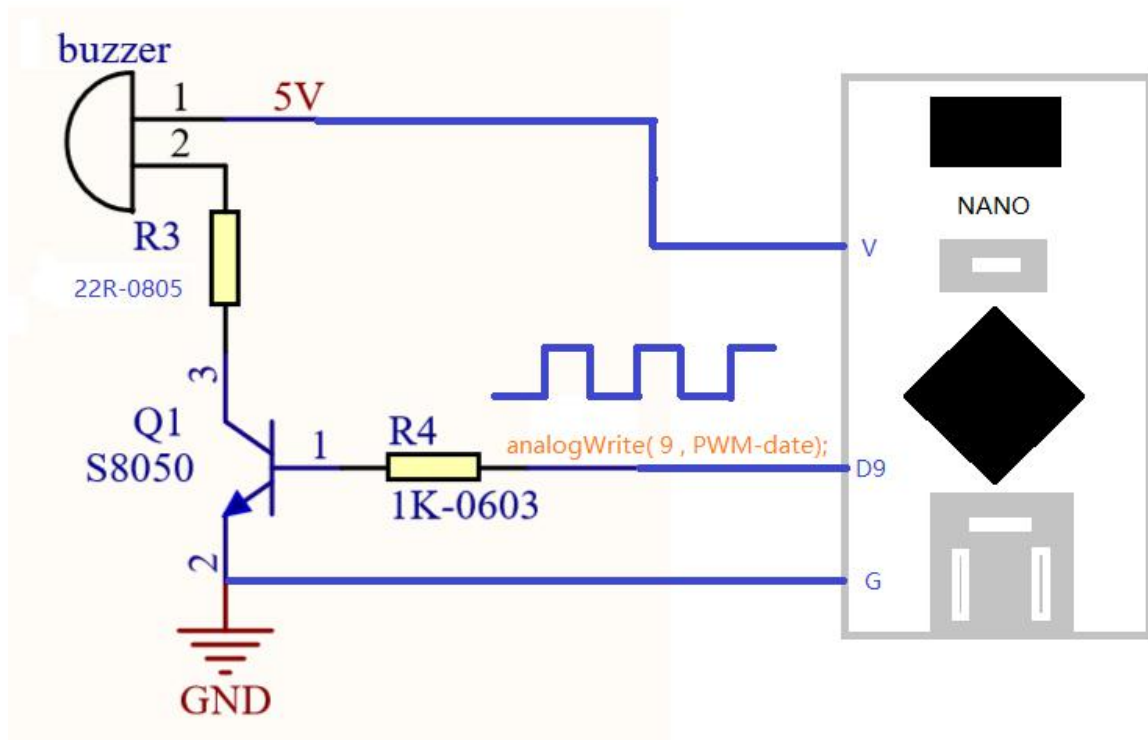 buzzer
1
5V
2
R3
22R-0805
3
Q1
S8050
1
R4
1K-0603
2
GND
analogWrite( 9 , PWM-date);
NANO
V
D9
G